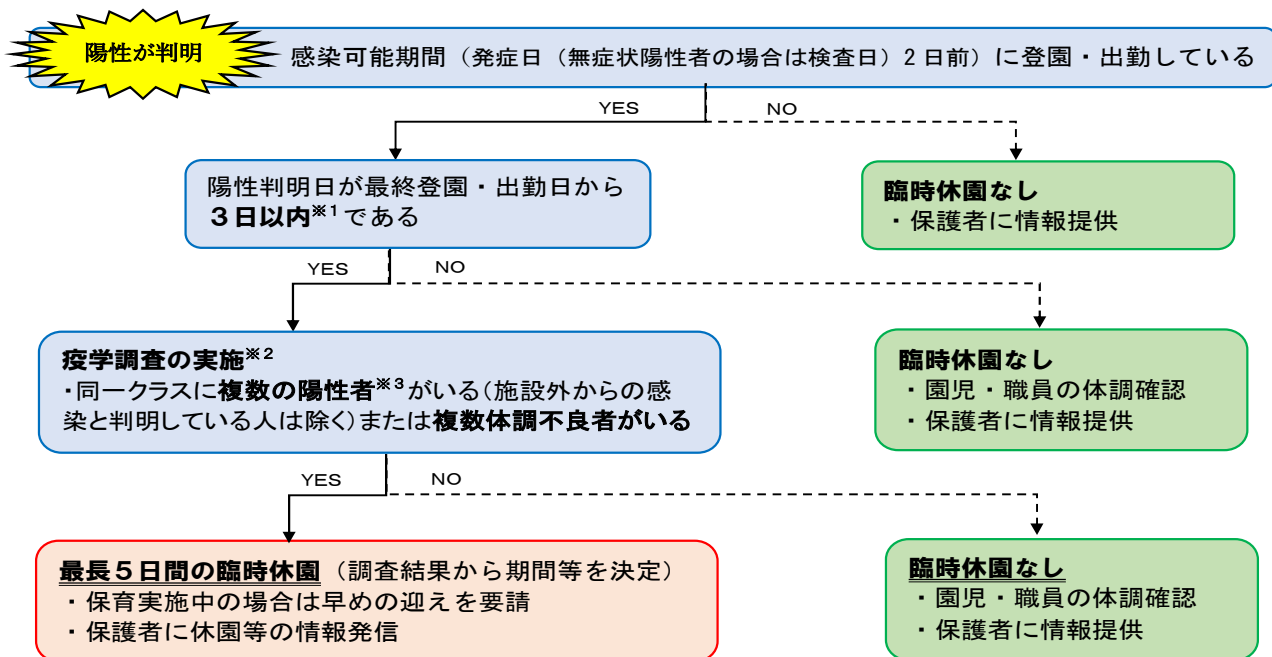 陽性が判明
感染可能期間（発症日（無症状陽性者の場合は検査日）２日前）に登園・出勤している
YES
NO
陽性判明日が最終登園・出勤日から
３日以内※1である
臨時休園なし
・保護者に情報提供
YES
NO
疫学調査の実施※2
・同一クラスに複数の陽性者※3がいる（施設外からの感
染と判明している人は除く）または複数体調不良者がいる
臨時休園なし
・園児・職員の体調確認
・保護者に情報提供
YES
NO
最長５日間の臨時休園（調査結果から期間等を決定）
・保育実施中の場合は早めの迎えを要請
・保護者に休園等の情報発信
臨時休園なし
・園児・職員の体調確認
・保護者に情報提供